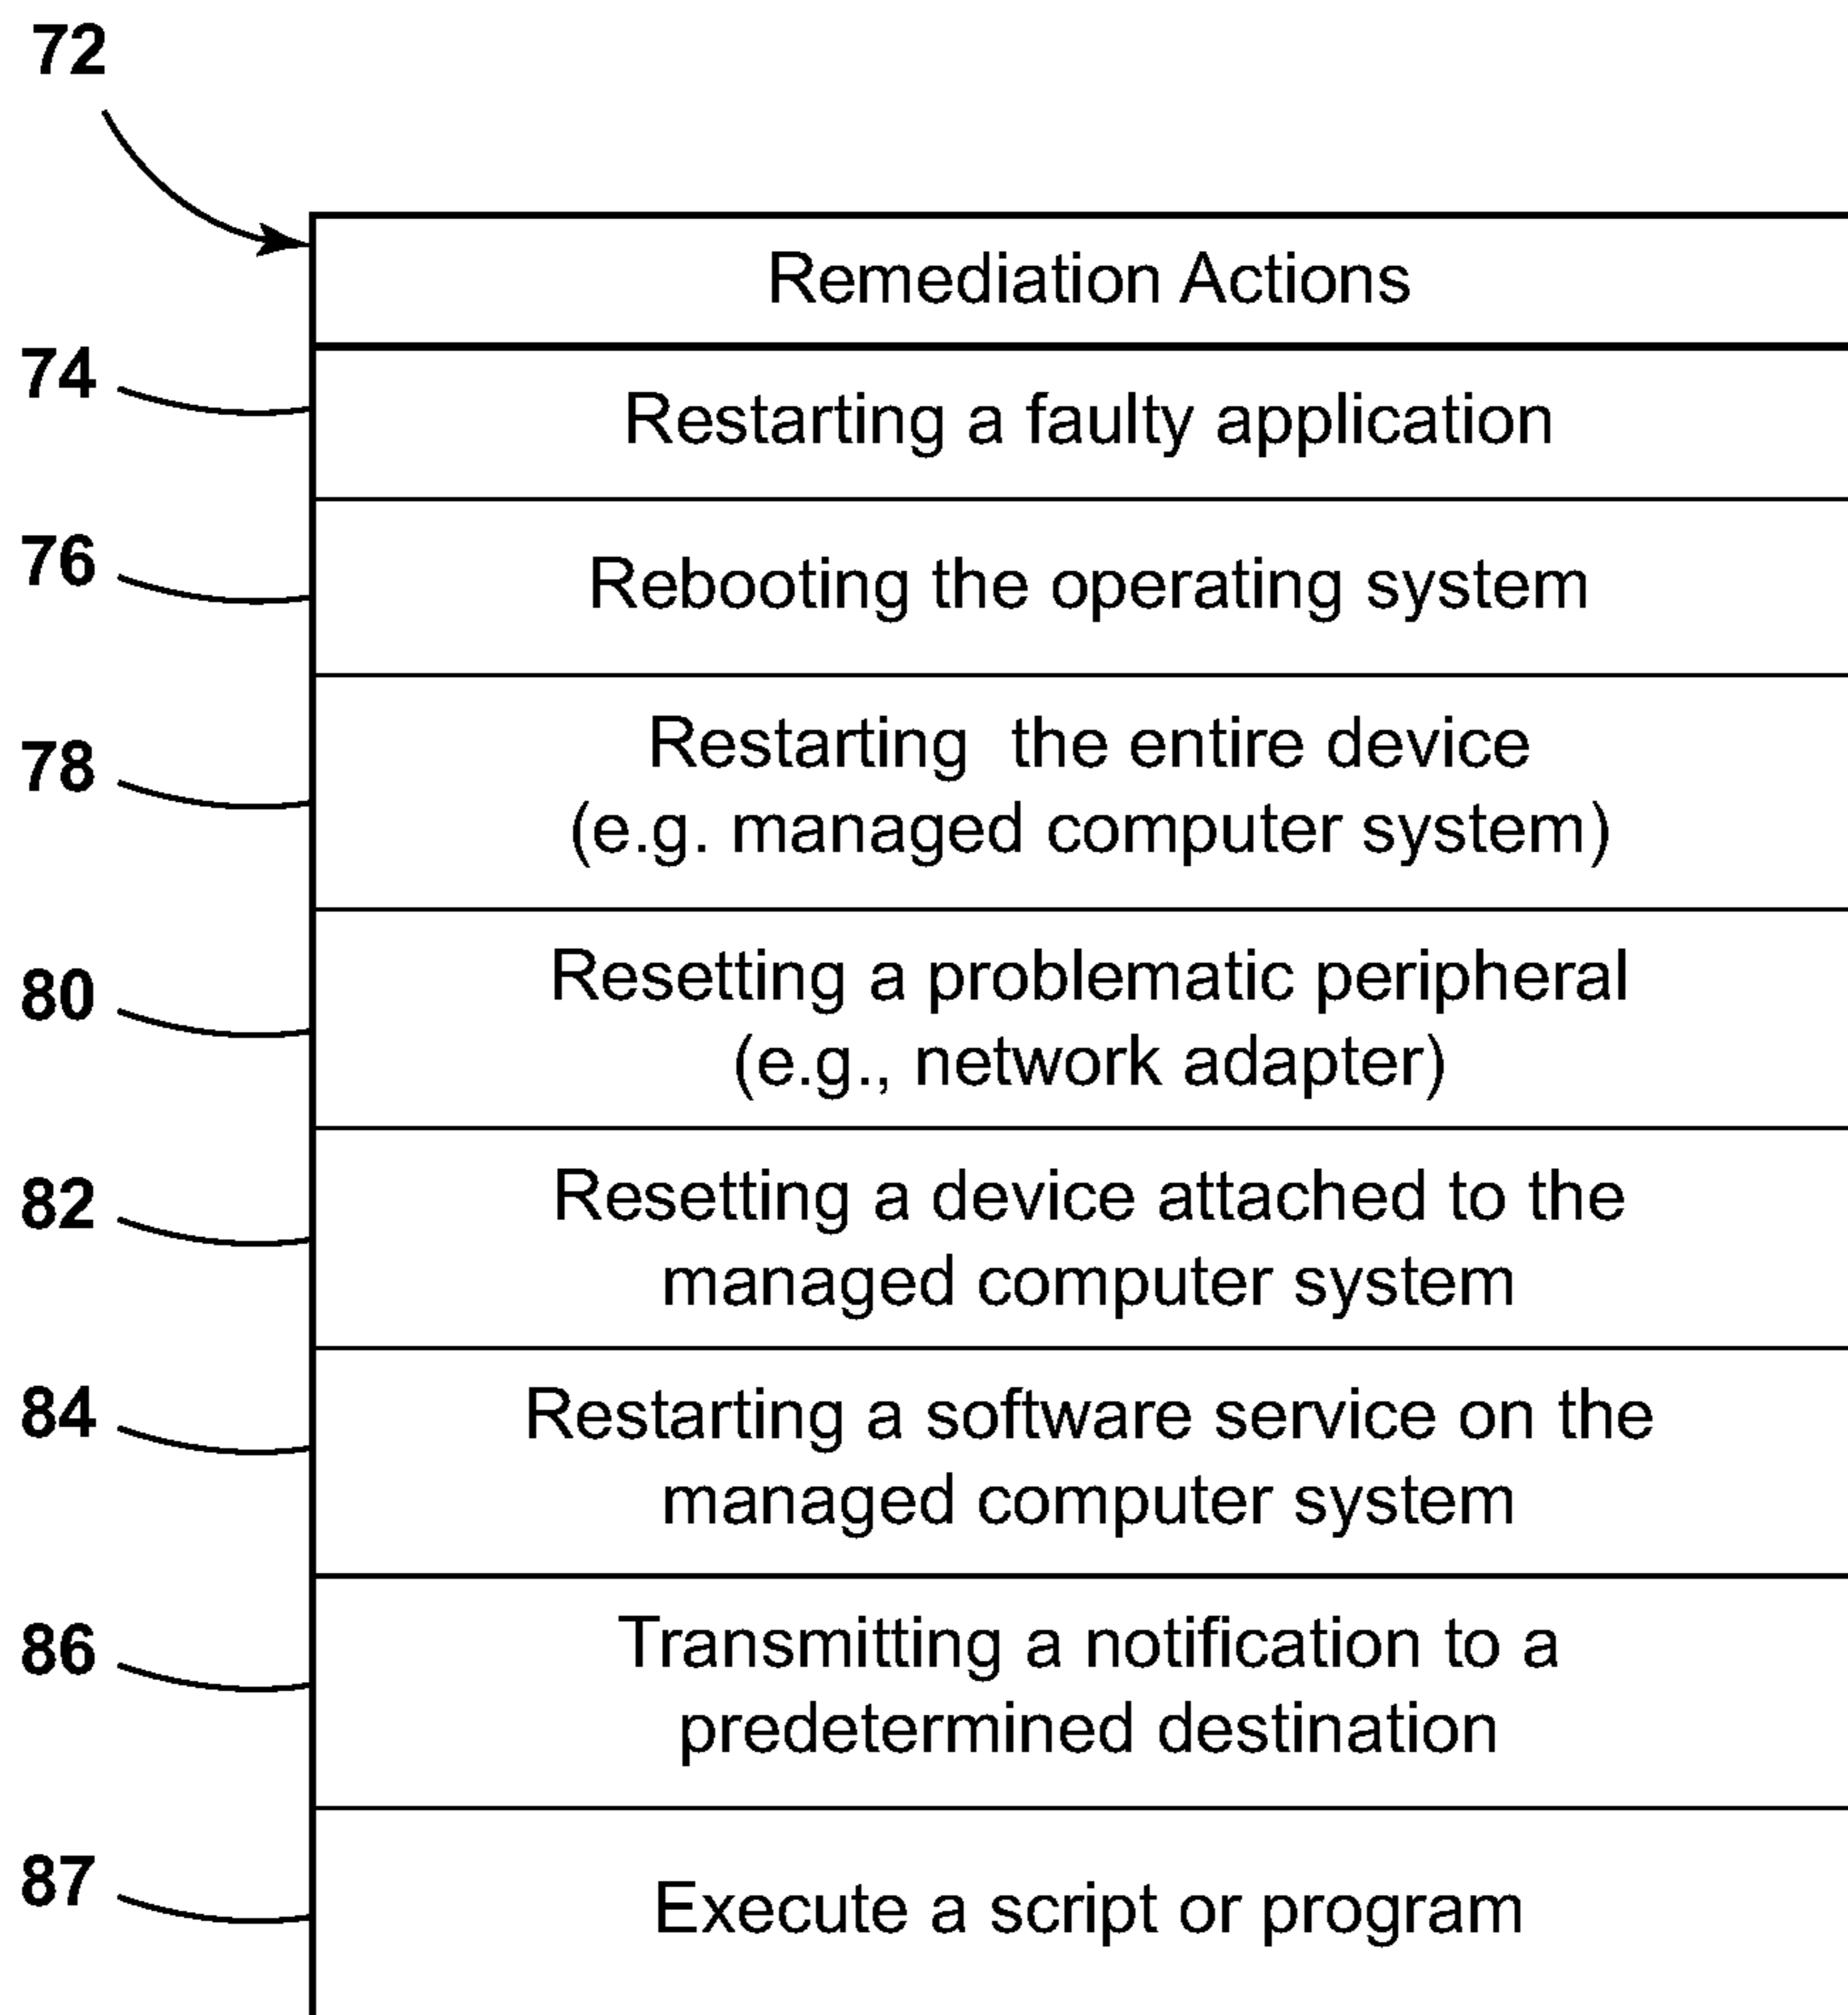 72
Remediation Actions
74
Restarting a faulty application
76
Rebooting the operating system
78
Restarting the entire device
(e.g. managed computer system)
80
Resetting a problematic peripheral
(e.g., network adapter)
82
Resetting a device attached to the
managed computer system
84
Restarting a software service on the
managed computer system
86
Transmitting a notification to a
predetermined destination
87
Execute a script or program